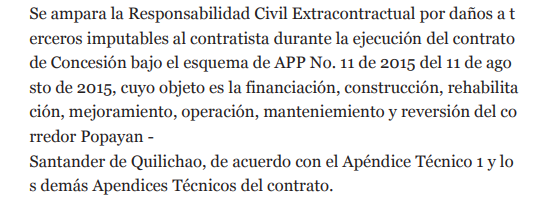 Se ampara la Responsabilidad Civil Extracontractual por daños a t
erceros imputables al contratista durante la ejecución del contrato
de Concesión bajo el esquema de APP No. 11 de 2015 del 11 de ago
sto de 2015, cuyo objeto es la financiación, construcción, rehabilita
ción, mejoramiento, operación, manteniemiento y reversión del co
rredor Popayan -
Santander de Quilichao, de acuerdo con el Apéndice Técnico 1 y lo
s demás Apendices Técnicos del contrato.